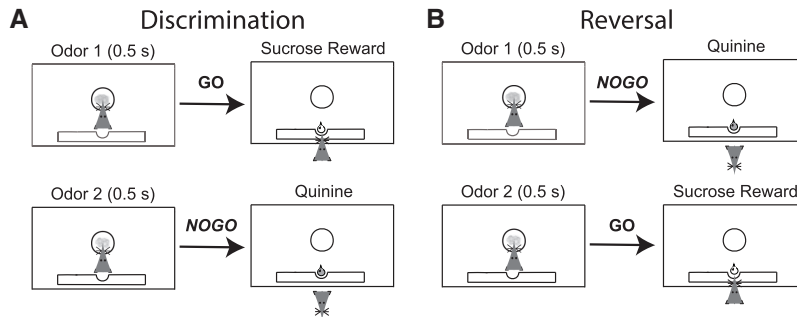 A
Discrimination
Odor 1 (0.5 s)
GO
Sucrose Reward
Odor 2 (0.5 s)
NOGO
Quinine
B
Reversal
Odor 1 (0.5 s)
NOGO
Quinine
Odor 2 (0.5 s)
GO
Sucrose Reward